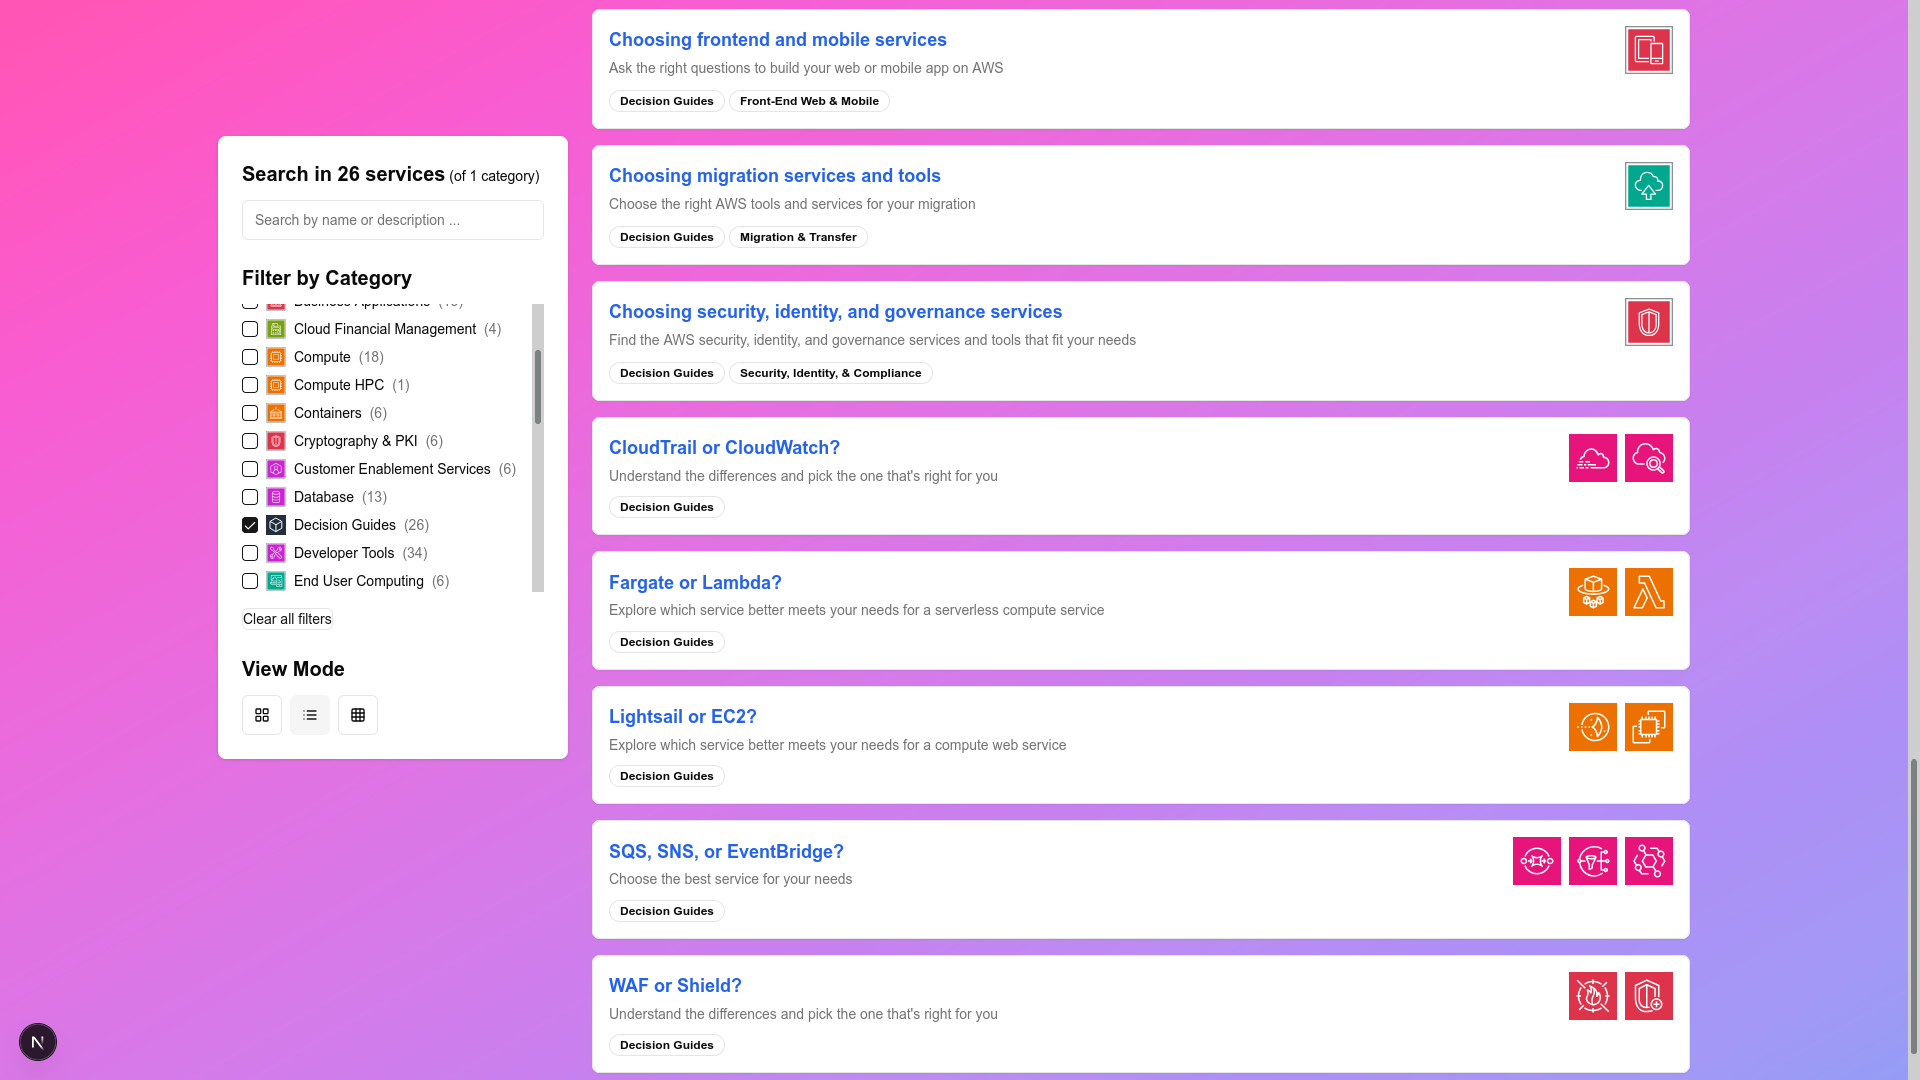 Search in 26 services (of 1 category)
Search by name or description ...
Filter by Category
Business Applications
Cloud Financial Management (4)
Compute (18)
Compute HPC (1)
Containers (6)
Cryptography & PKI (6)
Customer Enablement Services (6)
Database (13)
Decision Guides (26)
Developer Tools (34)
End User Computing (6)
Clear all filters
View Mode
N
Choosing frontend and mobile services
Ask the right questions to build your web or mobile app on AWS
Decision Guides Front-End Web & Mobile
Choosing migration services and tools
Choose the right AWS tools and services for your migration
Decision Guides Migration & Transfer
Choosing security, identity, and governance services
Find the AWS security, identity, and governance services and tools that fit your needs
Decision Guides Security, Identity, & Compliance
CloudTrail or CloudWatch?
Understand the differences and pick the one that's right for you
Decision Guides
Fargate or Lambda?
Explore which service better meets your needs for a serverless compute service
Decision Guides
Lightsail or EC2?
Explore which service better meets your needs for a compute web service
Decision Guides
SQS, SNS, or EventBridge?
Choose the best service for your needs
Decision Guides
WAF or Shield?
Understand the differences and pick the one that's right for you
Decision Guides